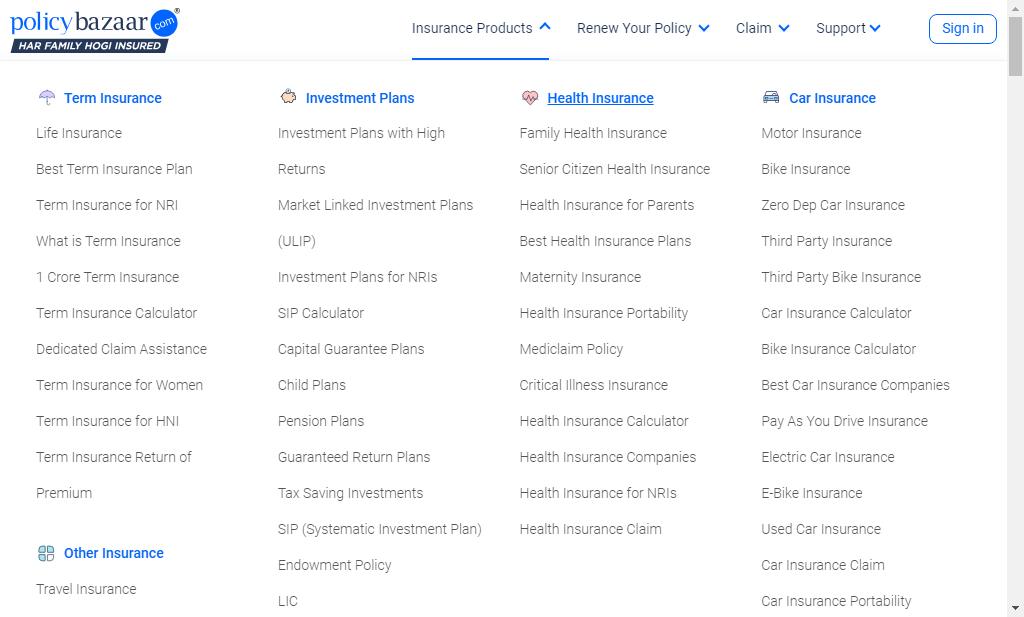 policybazaar.com®
HAR FAMILY HOGI INSURED
Insurance Products
Renew Your Policy
Claim
Support
Sign in
Term Insurance
Life Insurance
Best Term Insurance Plan
Term Insurance for NRI
What is Term Insurance
1 Crore Term Insurance
Term Insurance Calculator
Dedicated Claim Assistance
Term Insurance for Women
Term Insurance for HNI
Term Insurance Return of
Premium
Other Insurance
Travel Insurance
Investment Plans
Investment Plans with High
Returns
Market Linked Investment Plans
(ULIP)
Investment Plans for NRIs
SIP Calculator
Capital Guarantee Plans
Child Plans
Pension Plans
Guaranteed Return Plans
Tax Saving Investments
SIP (Systematic Investment Plan)
Endowment Policy
LIC
Health Insurance
Family Health Insurance
Senior Citizen Health Insurance
Health Insurance for Parents
Best Health Insurance Plans
Maternity Insurance
Health Insurance Portability
Mediclaim Policy
Critical Illness Insurance
Health Insurance Calculator
Health Insurance Companies
Health Insurance for NRIs
Health Insurance Claim
Car Insurance
Motor Insurance
Bike Insurance
Zero Dep Car Insurance
Third Party Insurance
Third Party Bike Insurance
Car Insurance Calculator
Bike Insurance Calculator
Best Car Insurance Companies
Pay As You Drive Insurance
Electric Car Insurance
E-Bike Insurance
Used Car Insurance
Car Insurance Claim
Car Insurance Portability